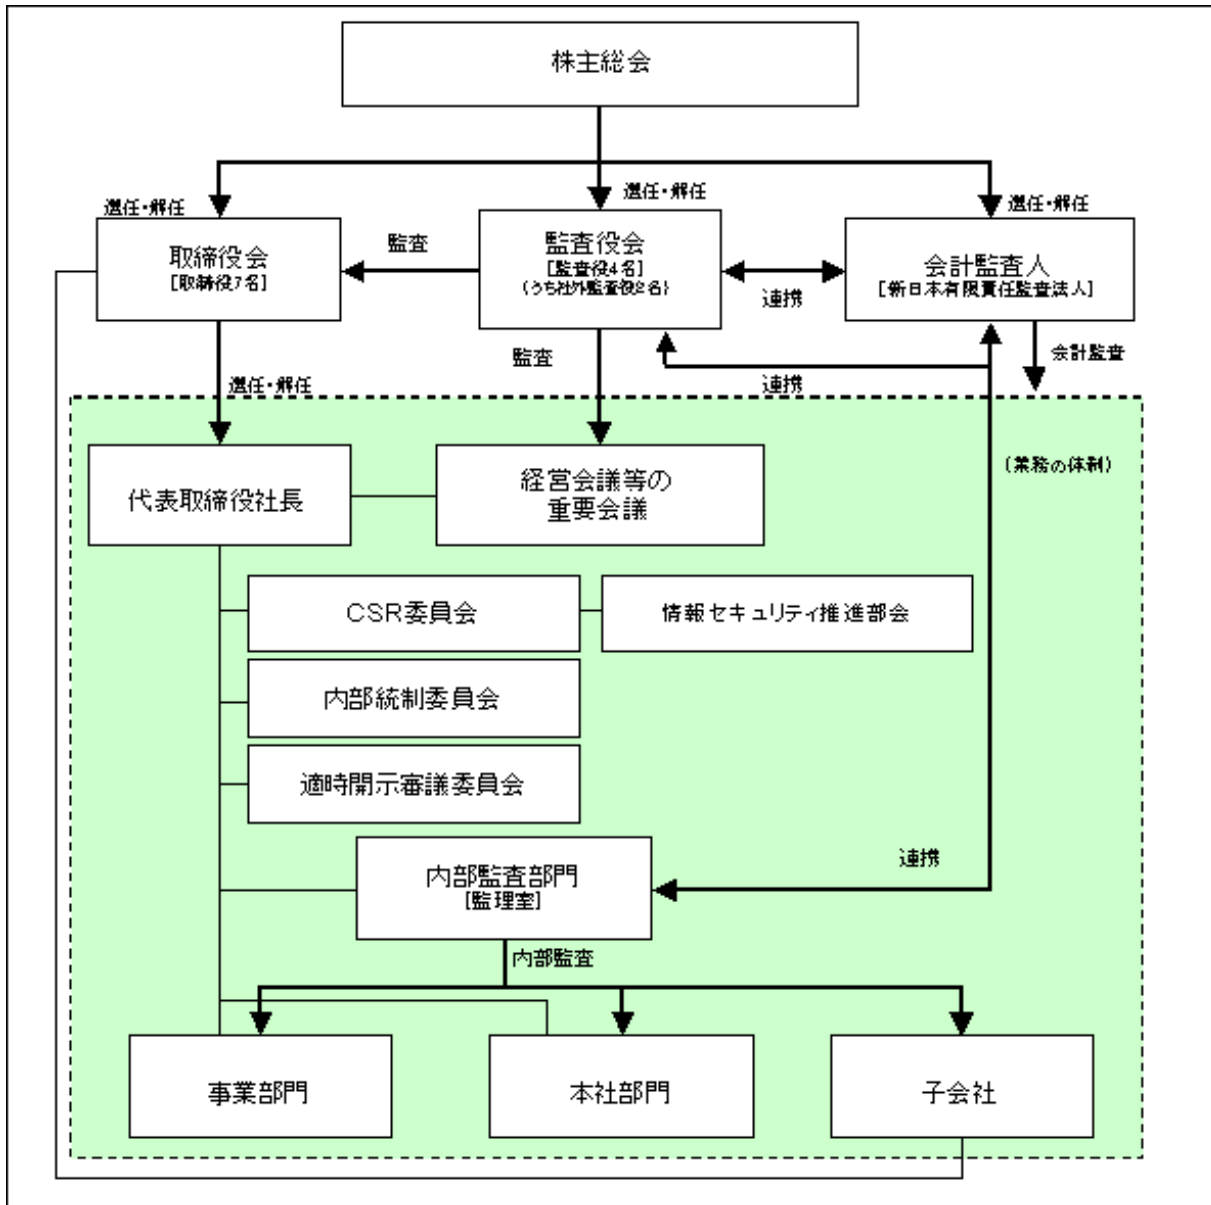 株主総会
選任・解任
選任・解任
選任・解任
取締役会
[取締役7名]
監査
監査役会
[監査役4名]
(うち社外監査役2名)
連携
会計監査人
[新日本有限責任監査法人]
選任・解任
監査
連携
会計監査
(業務の体制)
代表取締役社長
経営会議等の
重要会議
CSR委員会
情報セキュリティ推進部会
内部統制委員会
適時開示審議委員会
内部監査部門
[監理室]
連携
内部監査
事業部門
本社部門
子会社